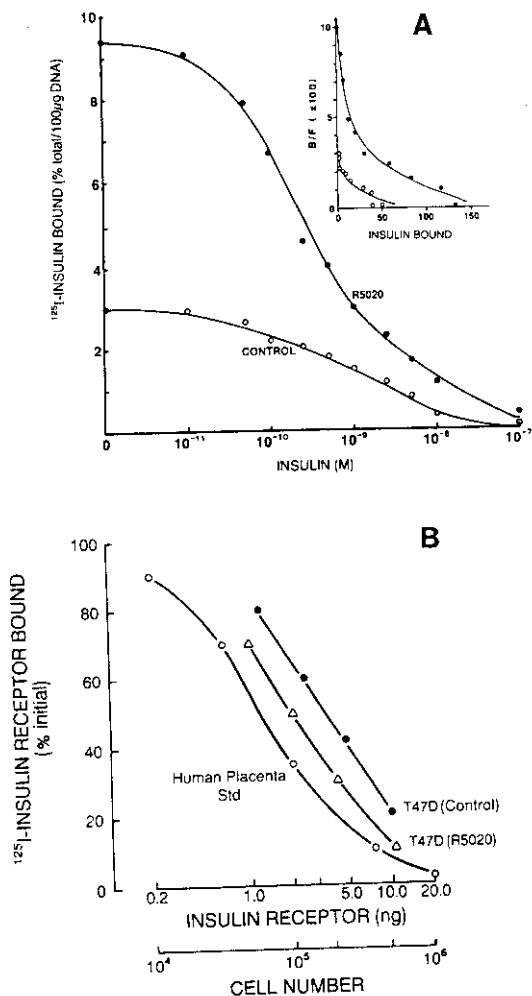 A
¹²⁵I-INSULIN BOUND (% total/100µg DNA)
10
9
6
4
2
R5020
CONTROL
0
10⁻¹¹
10⁻¹⁰
10⁻⁹
10⁻⁸
10⁻⁷
INSULIN (M)
B/F ( x100)
10
5
0
0
50
100
150
INSULIN BOUND
B
¹²⁵I-INSULIN RECEPTOR BOUND
(% initial)
100
80
60
40
20
0
Human Placenta
Std
T47D (Control)
T47D (R5020)
0.2
1.0
5.0
10.0
20.0
INSULIN RECEPTOR (ng)
10⁴
10⁵
10⁶
CELL NUMBER